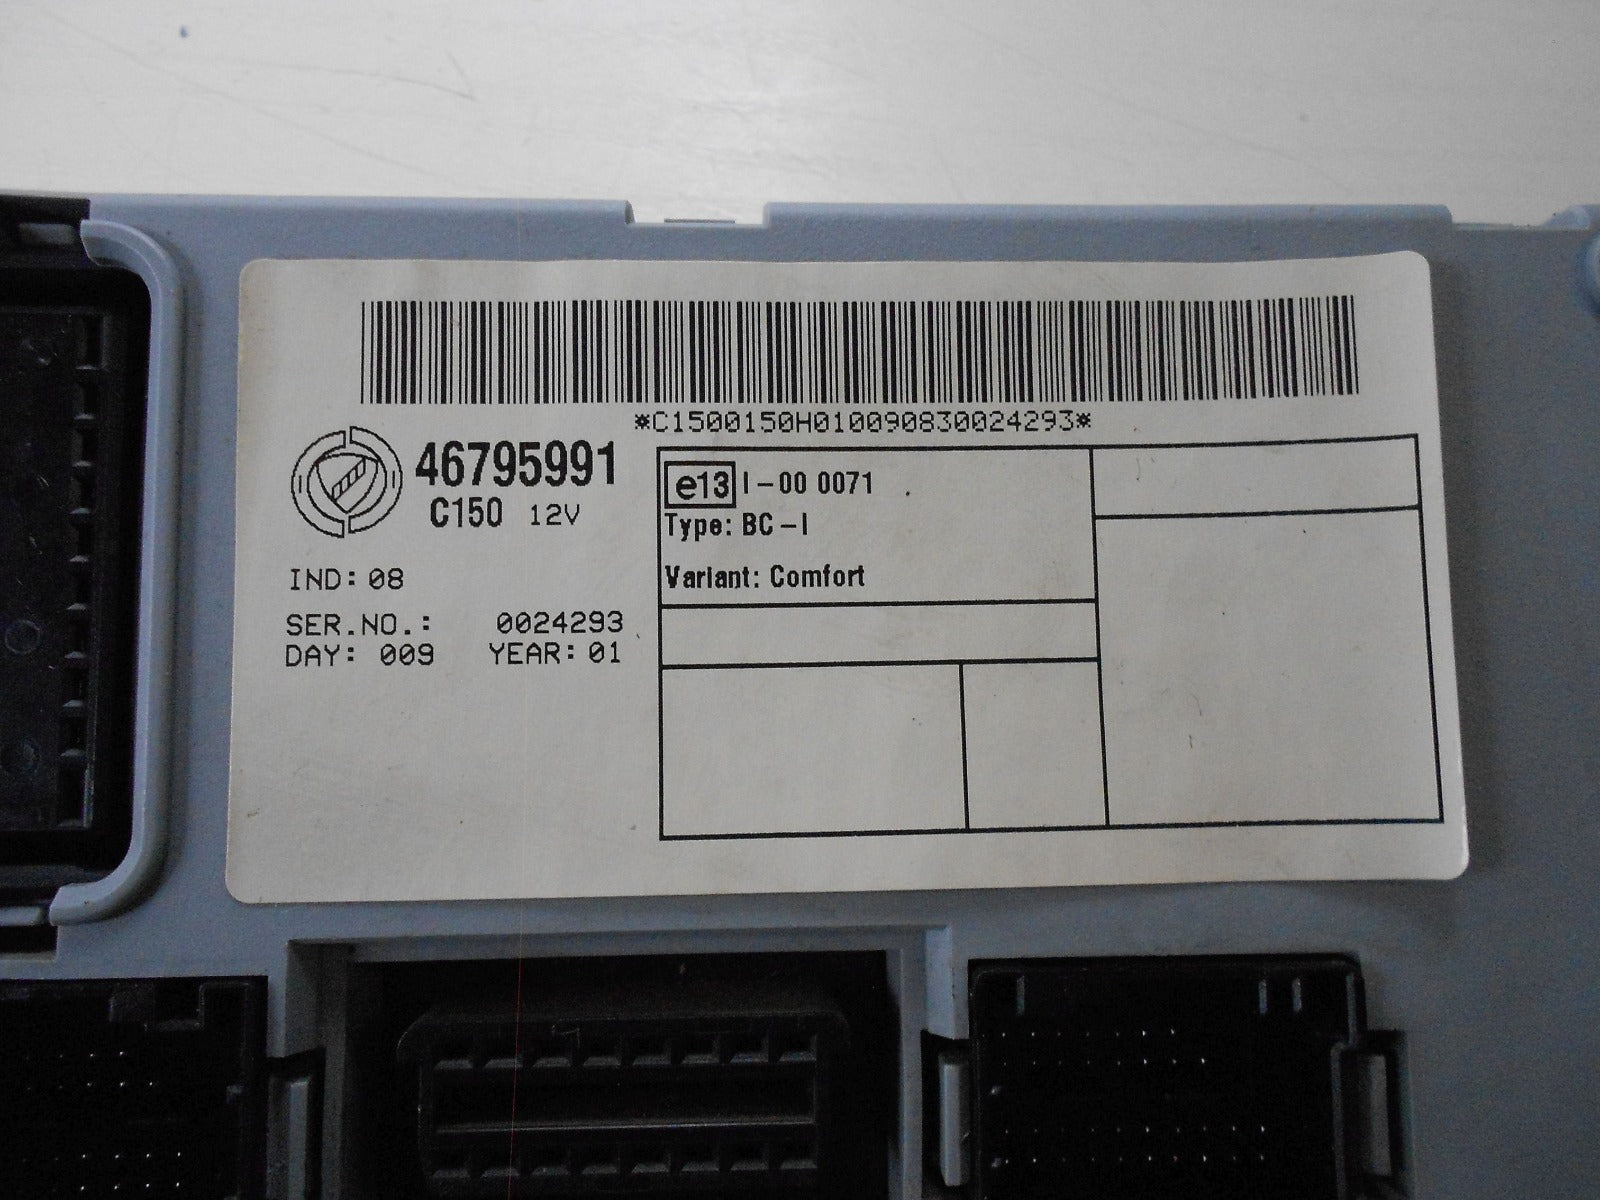 *C1500150H010090830024293*
46795991
C150 12V
e13 I-00 0071
Type: BC-I
Variant: Comfort
IND: 08
SER.NO.: 0024293
DAY: 009 YEAR: 01